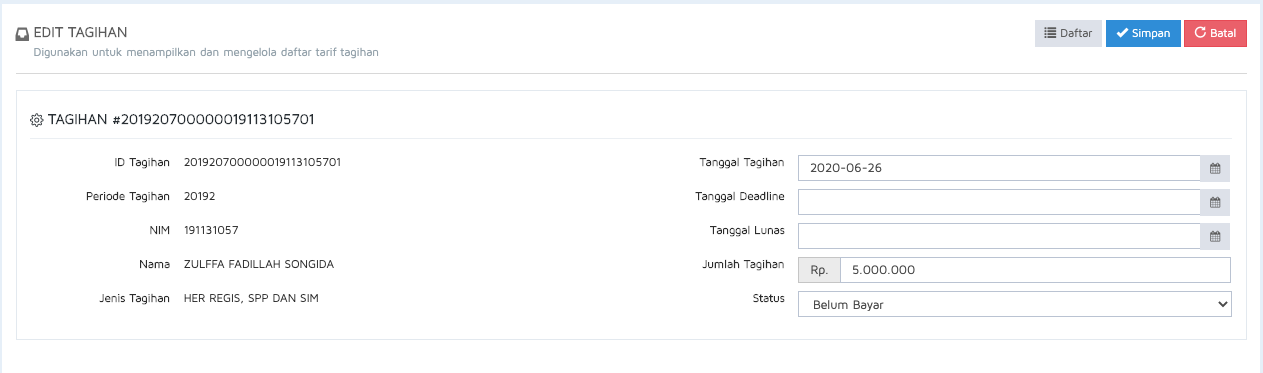 EDIT TAGIHAN
Digunakan untuk menampilkan dan mengelola daftar tarif tagihan
Daftar
Simpan
Batal
TAGIHAN #201920700000019113105701
ID Tagihan 201920700000019113105701
Periode Tagihan 20192
NIM 191131057
Nama ZULFFA FADILLAH SONGIDA
Jenis Tagihan HER REGIS, SPP DAN SIM
Tanggal Tagihan 2020-06-26
Tanggal Deadline
Tanggal Lunas
Jumlah Tagihan Rp. 5.000.000
Status Belum Bayar